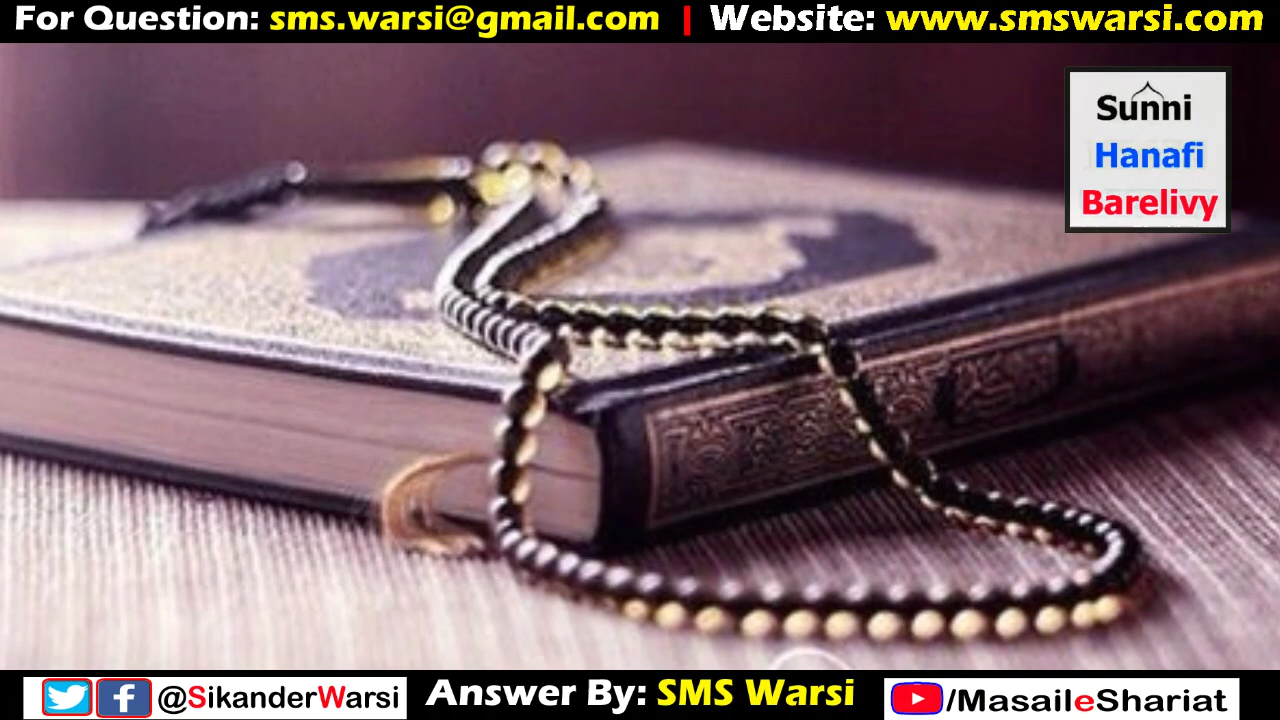 For Question: sms.warsi@gmail.com | Website: www.smswarsi.com
Sunni
Hanafi
Barelivy
@SikanderWarsi
Answer By: SMS Warsi
/MasaileShariat